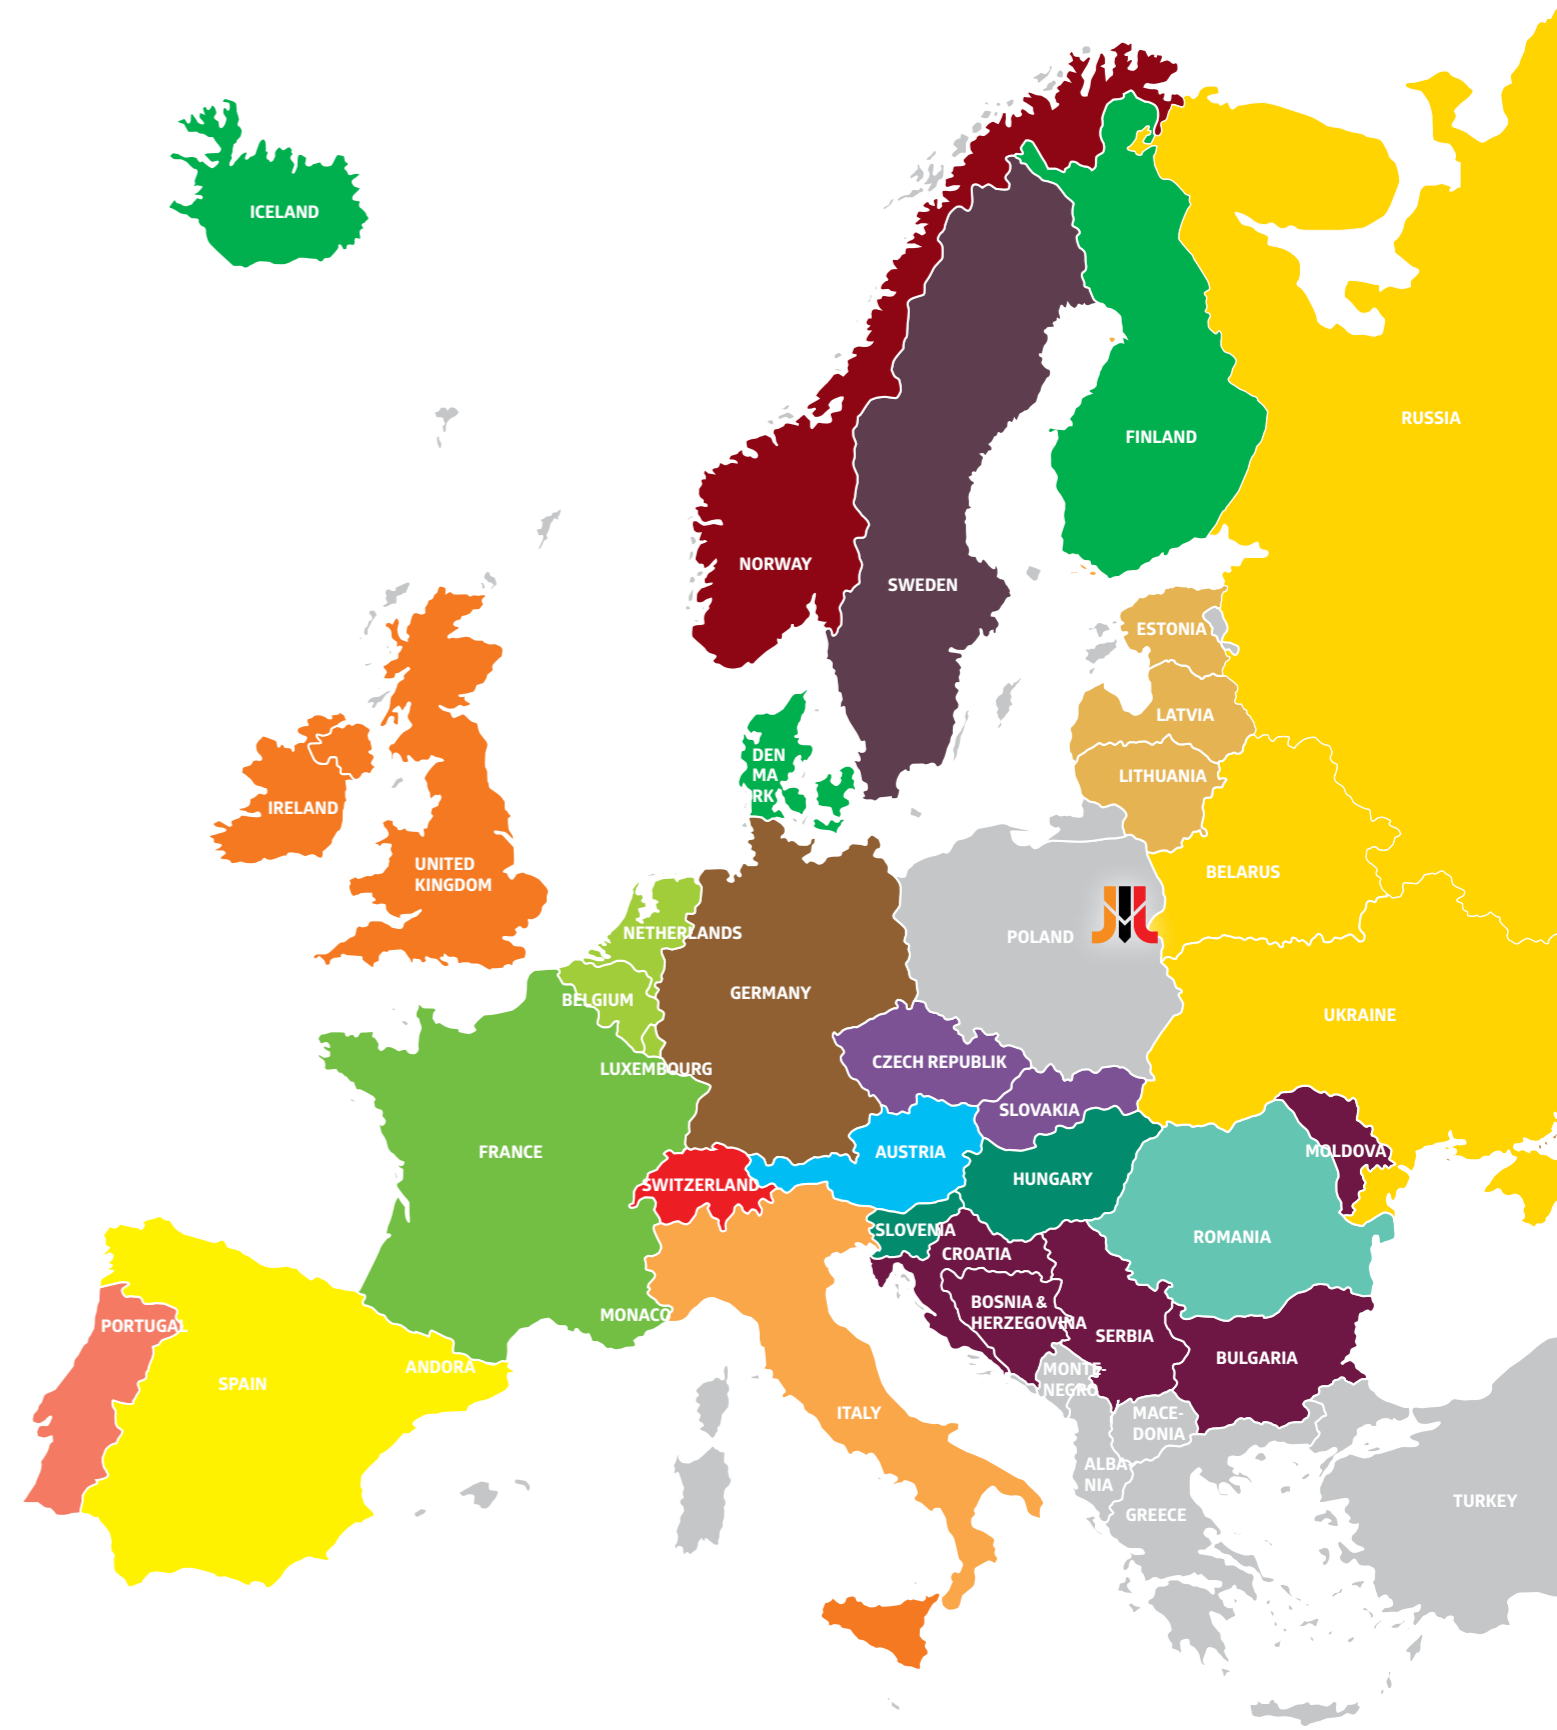 ICELAND
RUSSIA
FINLAND
NORWAY
SWEDEN
ESTONIA
LATVIA
DEN
MA
RK
LITHUANIA
IRELAND
UNITED
KINGDOM
BELARUS
NETHERLANDS
POLAND
GERMANY
BELGIUM
UKRAINE
CZECH REPUBLIK
LUXEMBOURG
SLOVAKIA
FRANCE
AUSTRIA
MOLDOVA
SWITZERLAND
HUNGARY
SLOVENIA
ROMANIA
CROATIA
BOSNIA &
HERZEGOVINA
MONACO
PORTUGAL
SERBIA
BULGARIA
ANDORA
SPAIN
MONTE-
NEGRO
ITALY
MACE-
DONIA
ALBA
NIA
TURKEY
GREECE